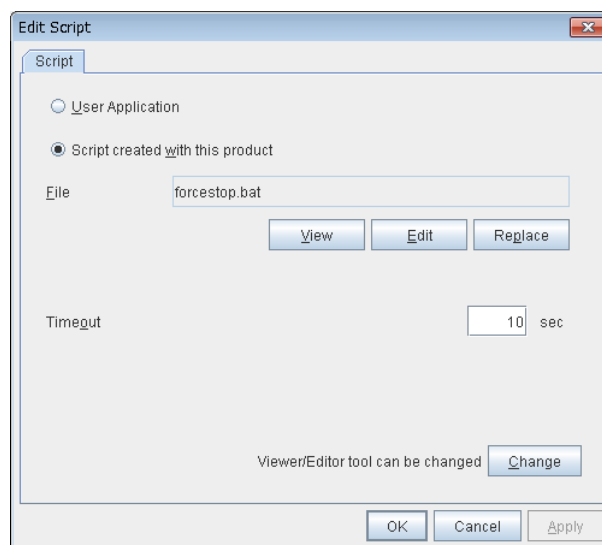 Edit Script
Script
User Application
Script created with this product
File forcestop.bat
View Edit Replace
Timeout 10 sec
Viewer/Editor tool can be changed Change
OK Cancel Apply